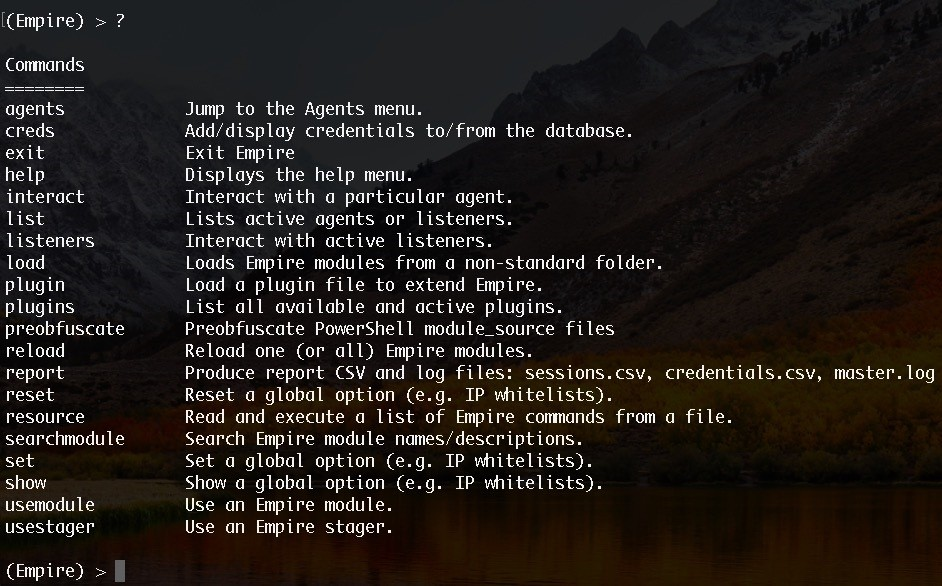 (Empire) > ?
Commands
========
agents Jump to the Agents menu.
creds Add/display credentials to/from the database.
exit Exit Empire
help Displays the help menu.
interact Interact with a particular agent.
list Lists active agents or listeners.
listeners Interact with active listeners.
load Loads Empire modules from a non-standard folder.
plugin Load a plugin file to extend Empire.
plugins List all available and active plugins.
preobfuscate Preobfuscate PowerShell module_source files
reload Reload one (or all) Empire modules.
report Produce report CSV and log files: sessions.csv, credentials.csv, master.log
reset Reset a global option (e.g. IP whitelists).
resource Read and execute a list of Empire commands from a file.
searchmodule Search Empire module names/descriptions.
set Set a global option (e.g. IP whitelists).
show Show a global option (e.g. IP whitelists).
usemodule Use an Empire module.
usestager Use an Empire stager.
(Empire) >